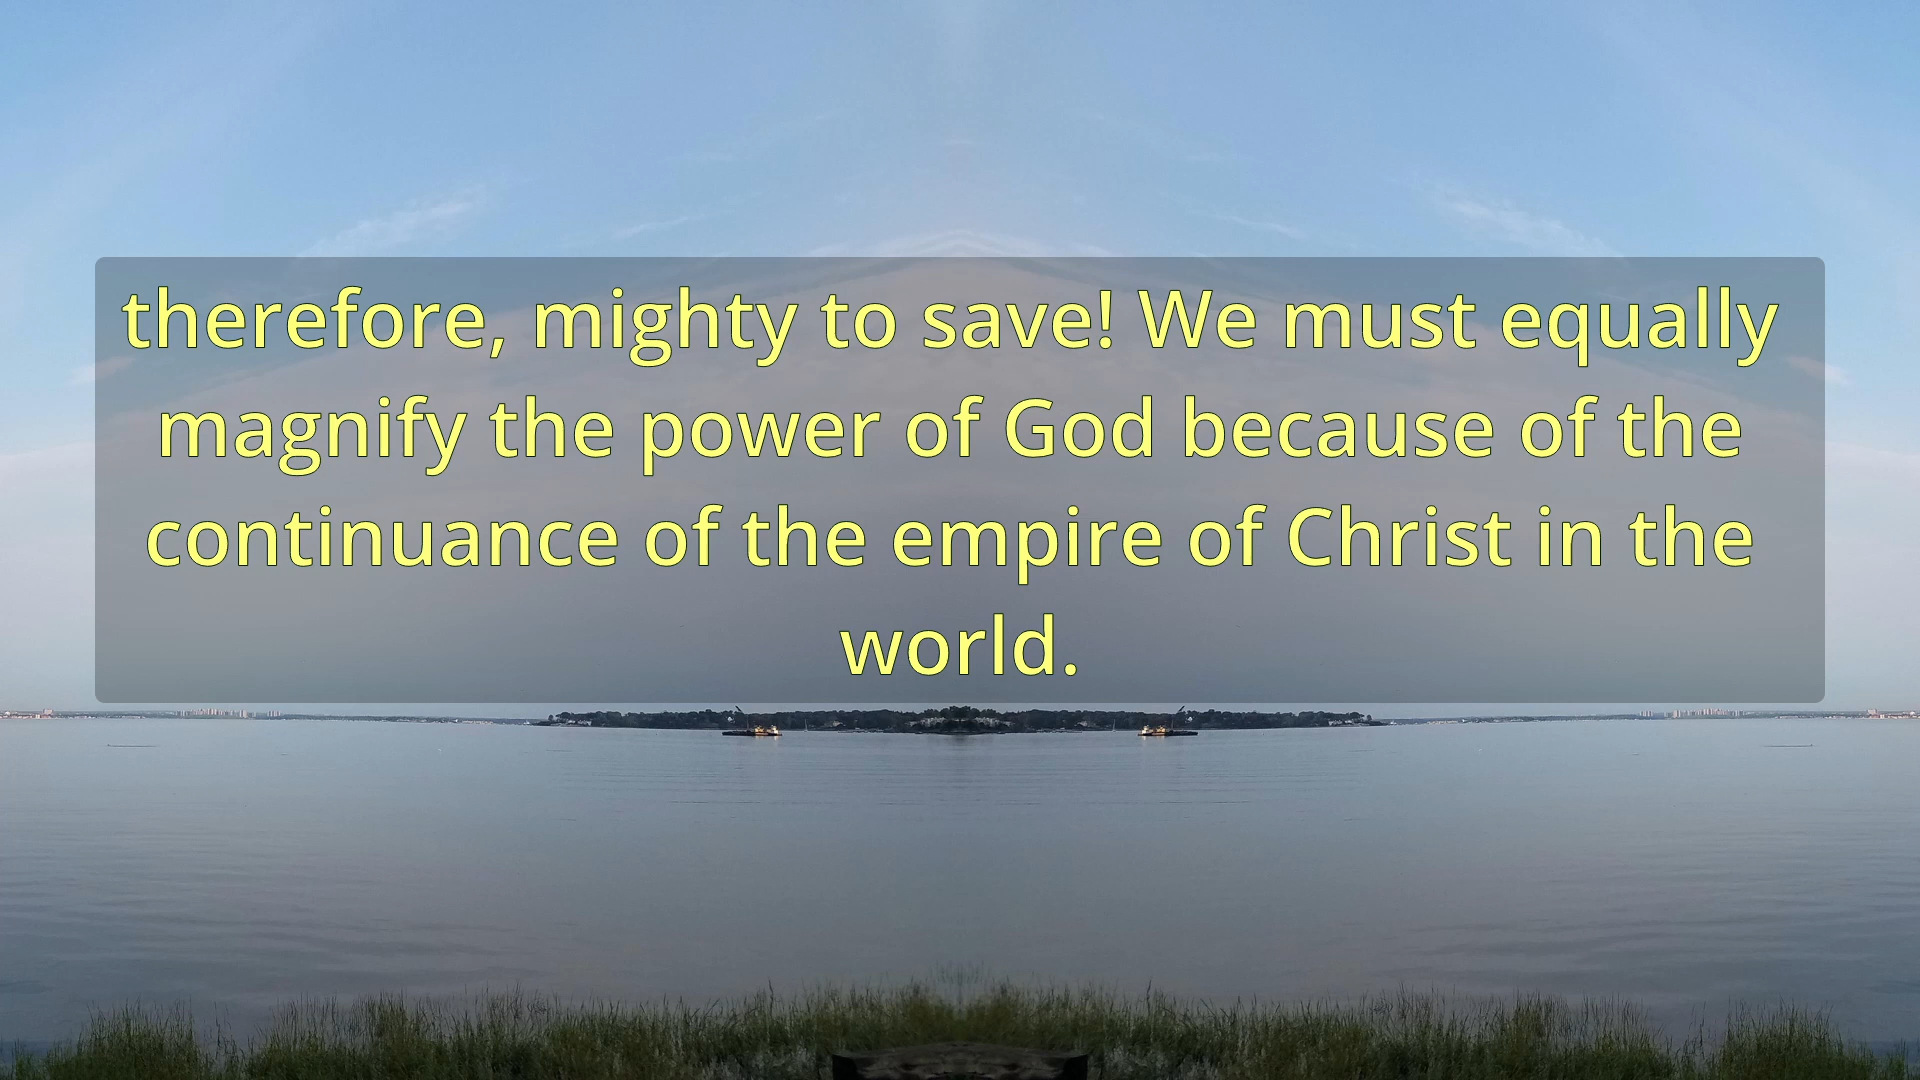 therefore, mighty to save! We must equally
magnify the power of God because of the
continuance of the empire of Christ in the
world.